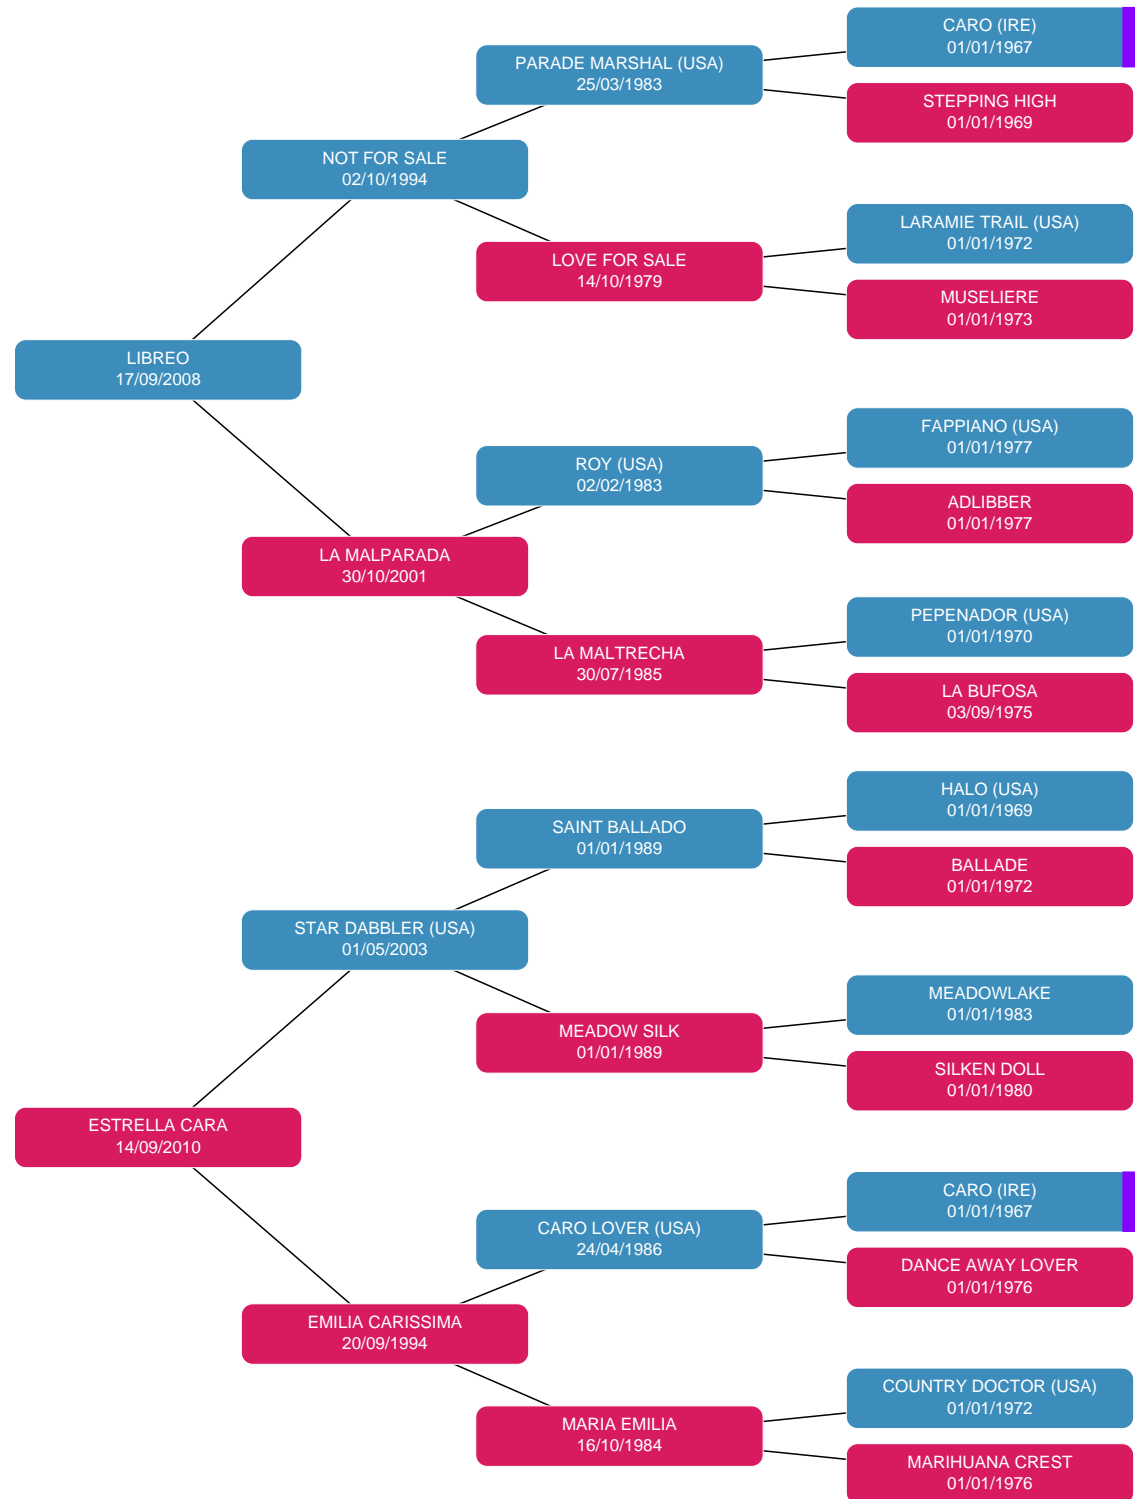 CARO (IRE)
01/01/1967
PARADE MARSHAL (USA)
25/03/1983
STEPPING HIGH
01/01/1969
NOT FOR SALE
02/10/1994
LARAMIE TRAIL (USA)
01/01/1972
LOVE FOR SALE
14/10/1979
MUSELIERE
01/01/1973
LIBREO
17/09/2008
FAPPIANO (USA)
01/01/1977
ROY (USA)
02/02/1983
ADLIBBER
01/01/1977
LA MALPARADA
30/10/2001
PEPENADOR (USA)
01/01/1970
LA MALTRECHA
30/07/1985
LA BUFOSA
03/09/1975
HALO (USA)
01/01/1969
SAINT BALLADO
01/01/1989
BALLADE
01/01/1972
STAR DABBLER (USA)
01/05/2003
MEADOWLAKE
01/01/1983
MEADOW SILK
01/01/1989
SILKEN DOLL
01/01/1980
ESTRELLA CARA
14/09/2010
CARO (IRE)
01/01/1967
CARO LOVER (USA)
24/04/1986
DANCE AWAY LOVER
01/01/1976
EMILIA CARISSIMA
20/09/1994
COUNTRY DOCTOR (USA)
01/01/1972
MARIA EMILIA
16/10/1984
MARIHUANA CREST
01/01/1976